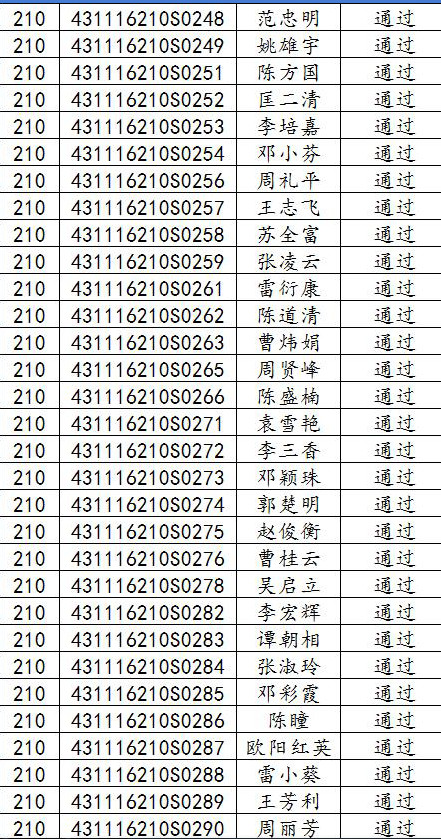 210 431116210S0248 范忠明 通过
210 431116210S0249 姚雄宇 通过
210 431116210S0251 陈方国 通过
210 431116210S0252 匡二清 通过
210 431116210S0253 李培嘉 通过
210 431116210S0254 邓小芬 通过
210 431116210S0256 周礼平 通过
210 431116210S0257 王志飞 通过
210 431116210S0258 苏全富 通过
210 431116210S0259 张凌云 通过
210 431116210S0261 雷衍康 通过
210 431116210S0262 陈道清 通过
210 431116210S0263 曹炜娟 通过
210 431116210S0265 周贤峰 通过
210 431116210S0266 陈盛楠 通过
210 431116210S0271 袁雪艳 通过
210 431116210S0272 李三香 通过
210 431116210S0273 邓颖珠 通过
210 431116210S0274 郭楚明 通过
210 431116210S0275 赵俊衡 通过
210 431116210S0276 曹桂云 通过
210 431116210S0278 吴启立 通过
210 431116210S0282 李宏辉 通过
210 431116210S0283 谭朝相 通过
210 431116210S0284 张淑玲 通过
210 431116210S0285 邓彩霞 通过
210 431116210S0286 陈瞳 通过
210 431116210S0287 欧阳红英 通过
210 431116210S0288 雷小葵 通过
210 431116210S0289 王芳利 通过
210 431116210S0290 周丽芳 通过